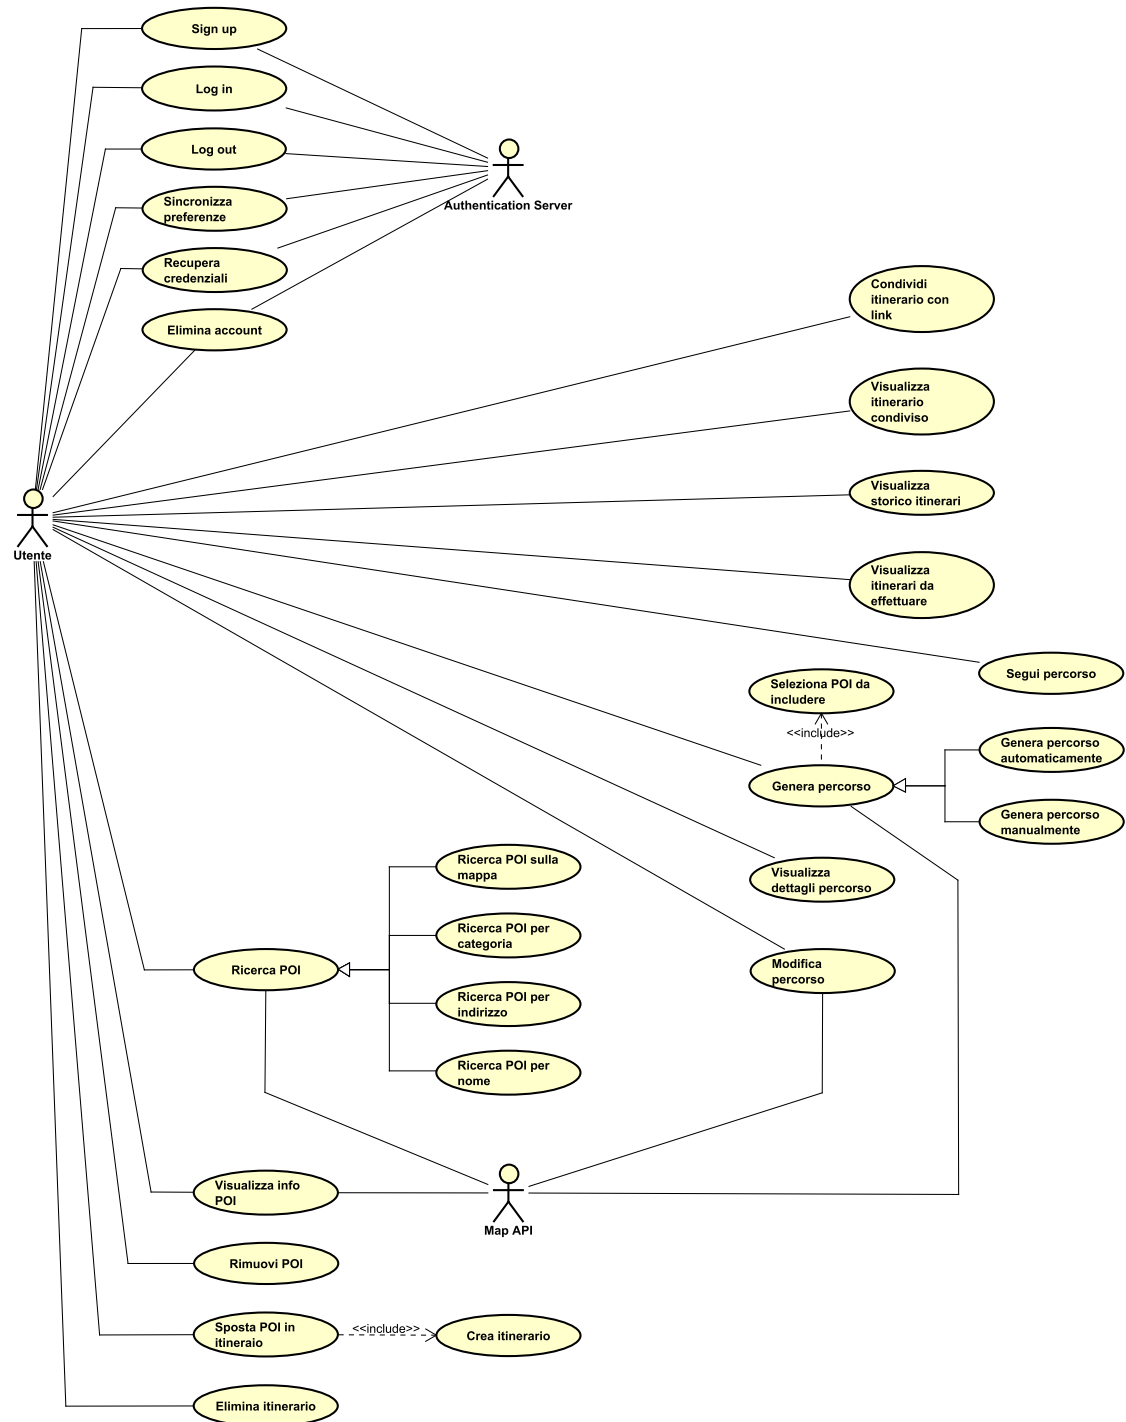 Sign up
Log in
Log out
Sincronizza
preferenze
Authentication Server
Recupera
credenziali
Elimina account
Condividi
itinerario con
link
Visualizza
itinerario
condiviso
Visualizza
storico itinerari
Utente
Visualizza
itinerari da
effettuare
Segui percorso
Seleziona POI da
includere
<<include>>
Genera percorso
Genera percorso
automaticamente
Genera percorso
manualmente
Ricerca POI sulla
mappa
Visualizza
dettagli percorso
Ricerca POI per
categoria
Ricerca POI
Modifica
percorso
Ricerca POI per
indirizzo
Ricerca POI per
nome
Visualizza info
POI
Map API
Rimuovi POI
Sposta POI in
itineraio
<<include>>
Crea itinerario
Elimina itinerario